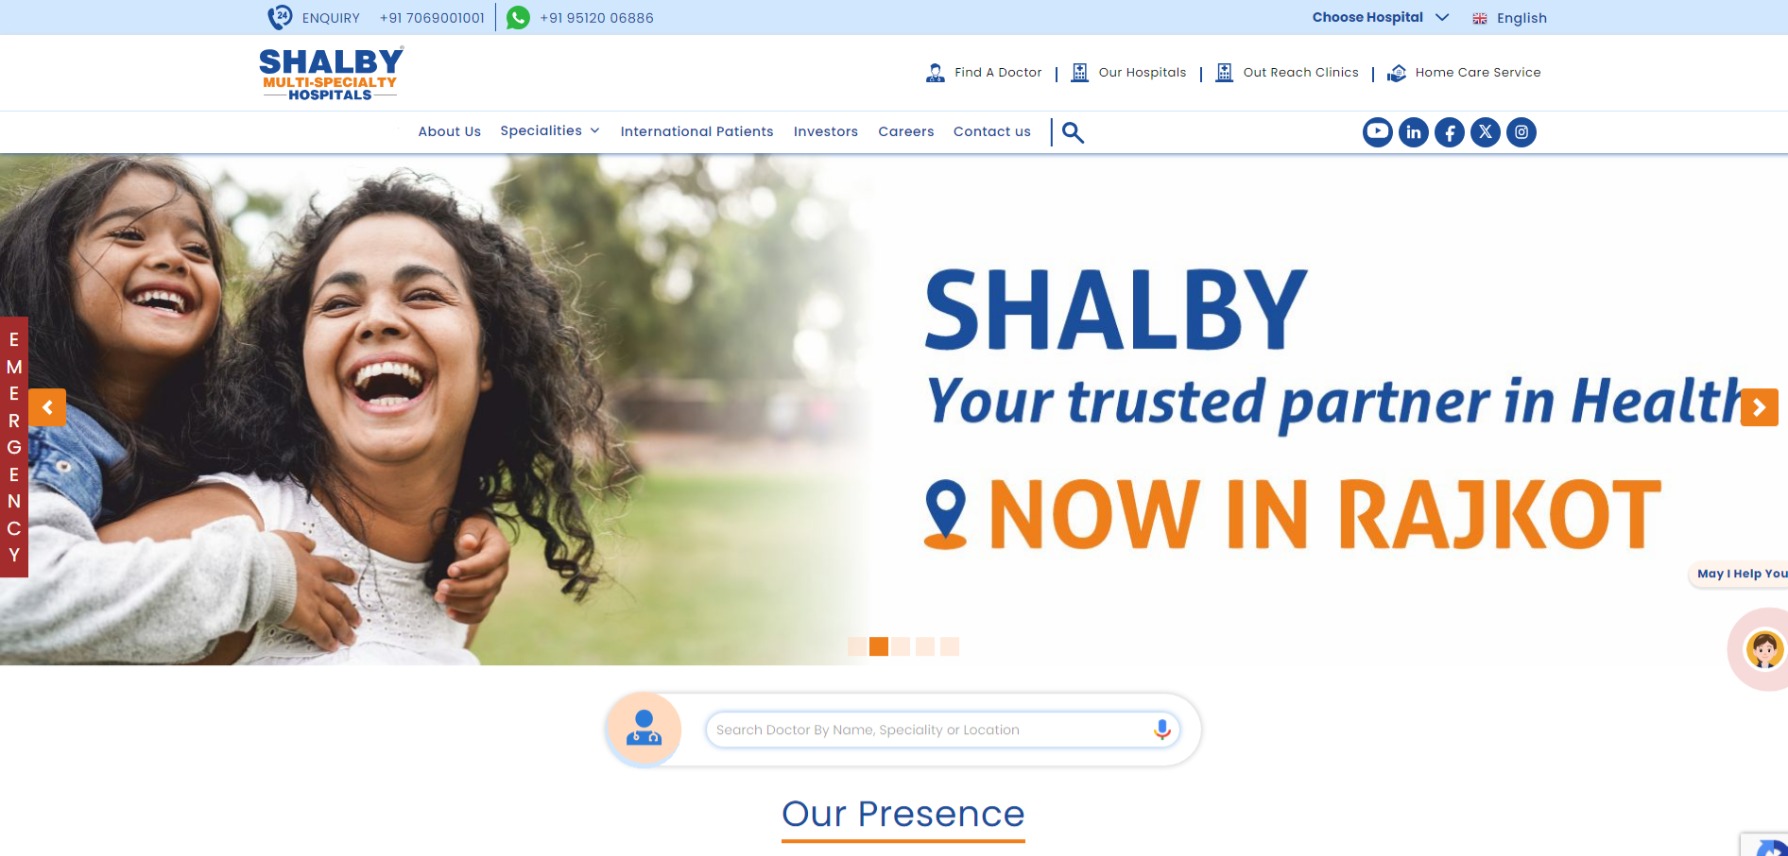 24 ENQUIRY +91 7069001001 +91 95120 06886 Choose Hospital English
SHALBY
MULTI-SPECIALTY
HOSPITALS
Find A Doctor Our Hospitals Out Reach Clinics Home Care Service
About Us Specialities International Patients Investors Careers Contact us
EMERGENCY
SHALBY
Your trusted partner in Health
NOW IN RAJKOT
May I Help You
Search Doctor By Name, Speciality or Location
Our Presence